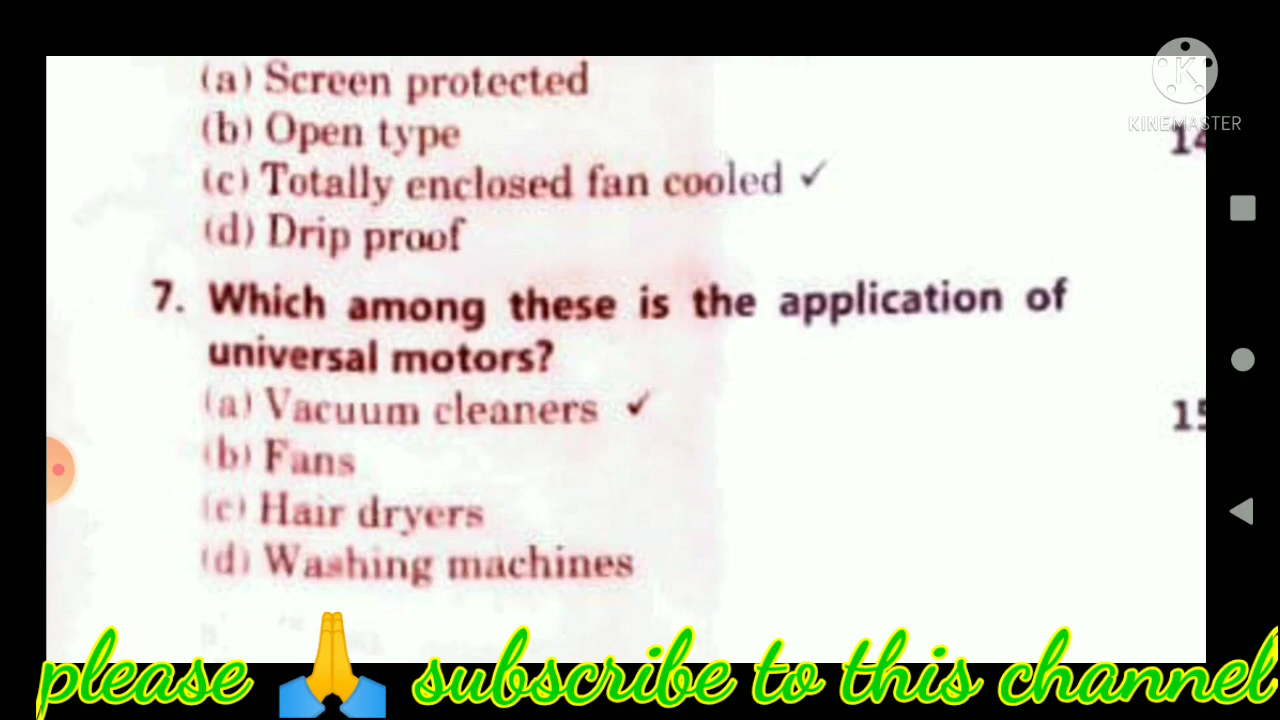 (a) Screen protected
(b) Open type
(c) Totally enclosed fan cooled ✓
(d) Drip proof
7. Which among these is the application of
universal motors?
(a) Vacuum cleaners ✓
(b) Fans
(c) Hair dryers
(d) Washing machines
KINEMASTER
14
15
please 🙏 subscribe to this channel